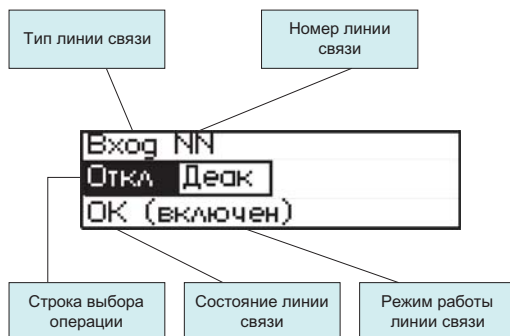 Тип линии связи
Номер линии
связи
Вход NN
Откл Деак
ОК (включен)
Строка выбора
операции
Состояние линии
связи
Режим работы
линии связи